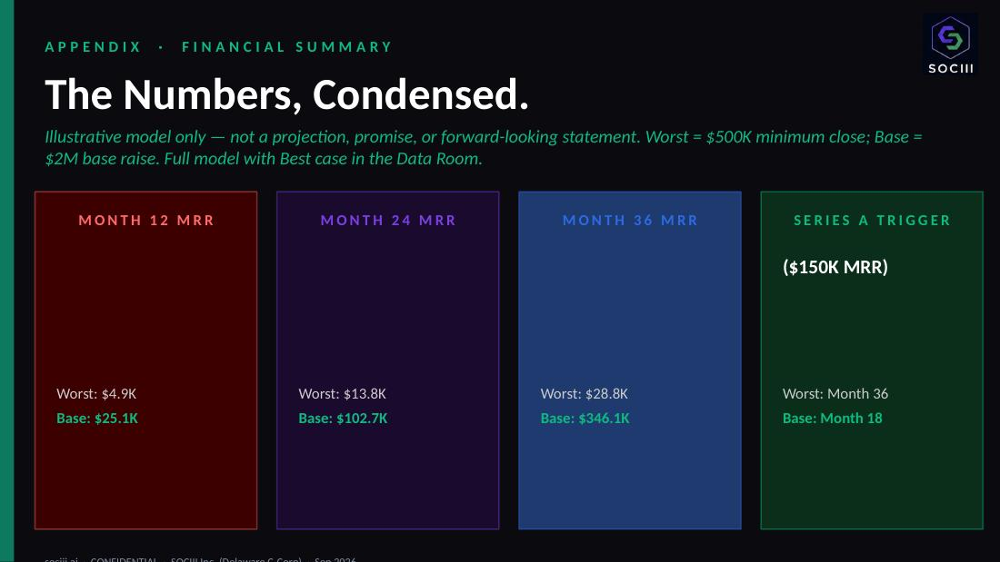 APPENDIX · FINANCIAL SUMMARY
SOCIII
The Numbers, Condensed.
Illustrative model only — not a projection, promise, or forward-looking statement. Worst = $500K minimum close; Base =
$2M base raise. Full model with Best case in the Data Room.
MONTH 12 MRR
Worst: $4.9K
Base: $25.1K
MONTH 24 MRR
Worst: $13.8K
Base: $102.7K
MONTH 36 MRR
Worst: $28.8K
Base: $346.1K
SERIES A TRIGGER
($150K MRR)
Worst: Month 36
Base: Month 18
sociii.ai · CONFIDENTIAL · SOCIII Inc. (Delaware C-Corp) · Sep 2026